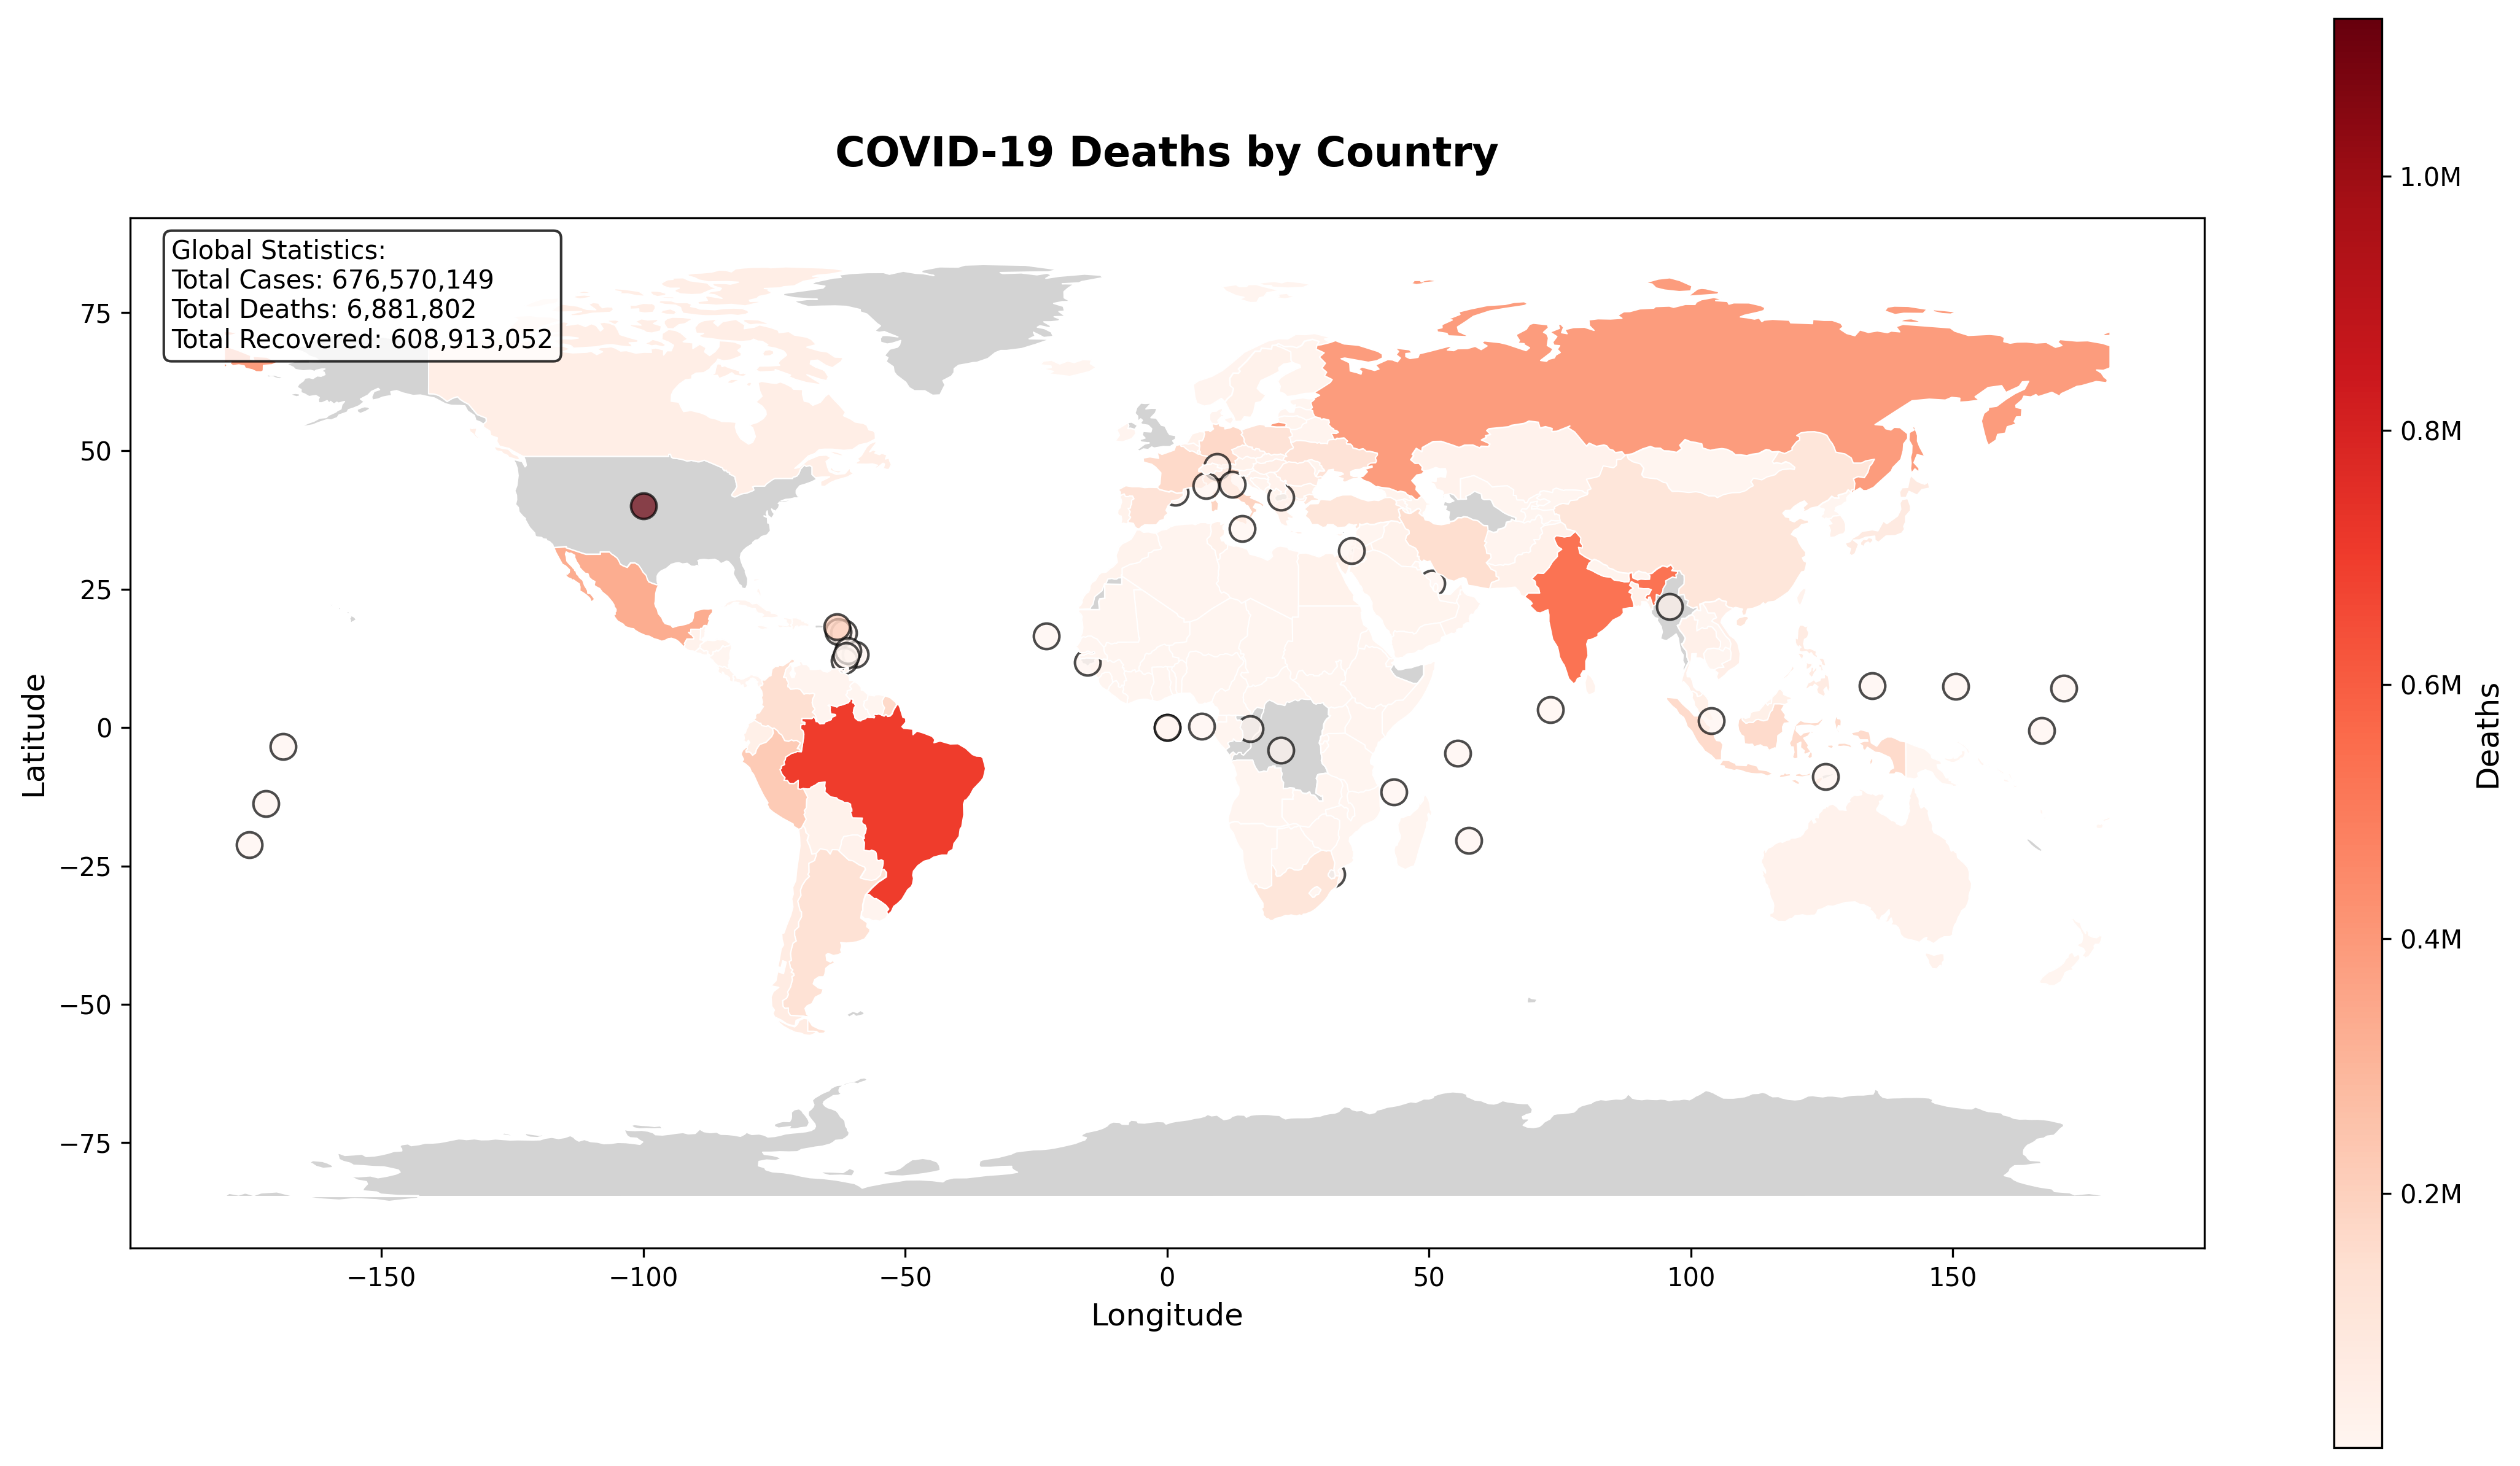 COVID-19 Deaths by Country
Global Statistics:
Total Cases: 676,570,149
Total Deaths: 6,881,802
Total Recovered: 608,913,052
75
50
25
0
−25
−50
−75
Latitude
−150
−100
−50
0
50
100
150
Longitude
1.0M
0.8M
0.6M
0.4M
0.2M
Deaths